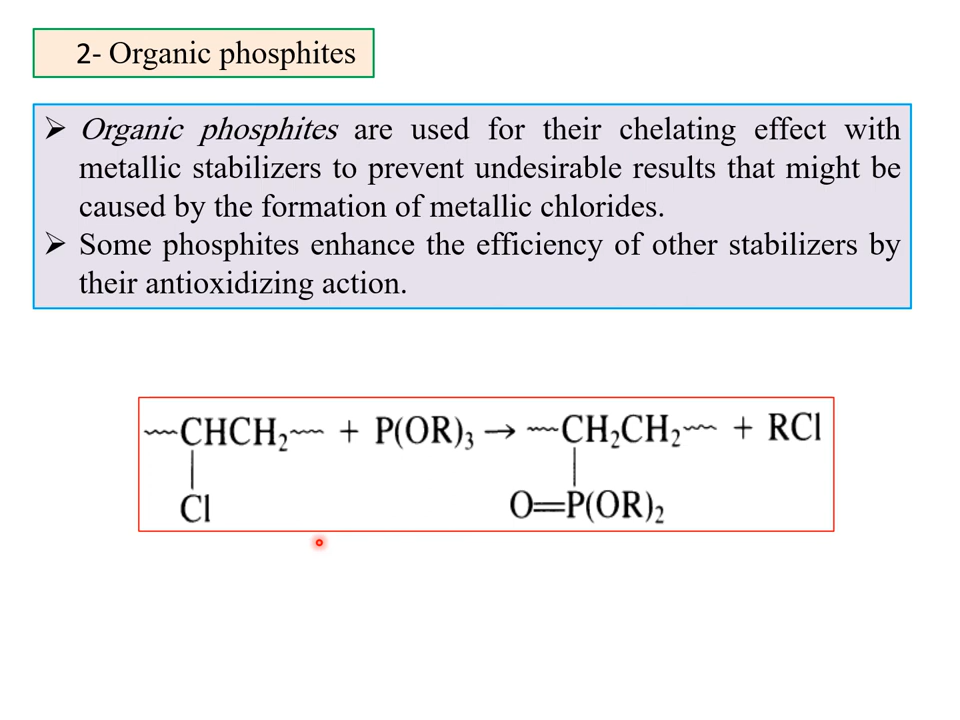 2- Organic phosphites
➢ Organic phosphites are used for their chelating effect with
metallic stabilizers to prevent undesirable results that might be
caused by the formation of metallic chlorides.
➢ Some phosphites enhance the efficiency of other stabilizers by
their antioxidizing action.
~~CHCH₂~~ + P(OR)₃ → ~~CH₂CH₂~~ + RCl
| |
Cl O=P(OR)₂